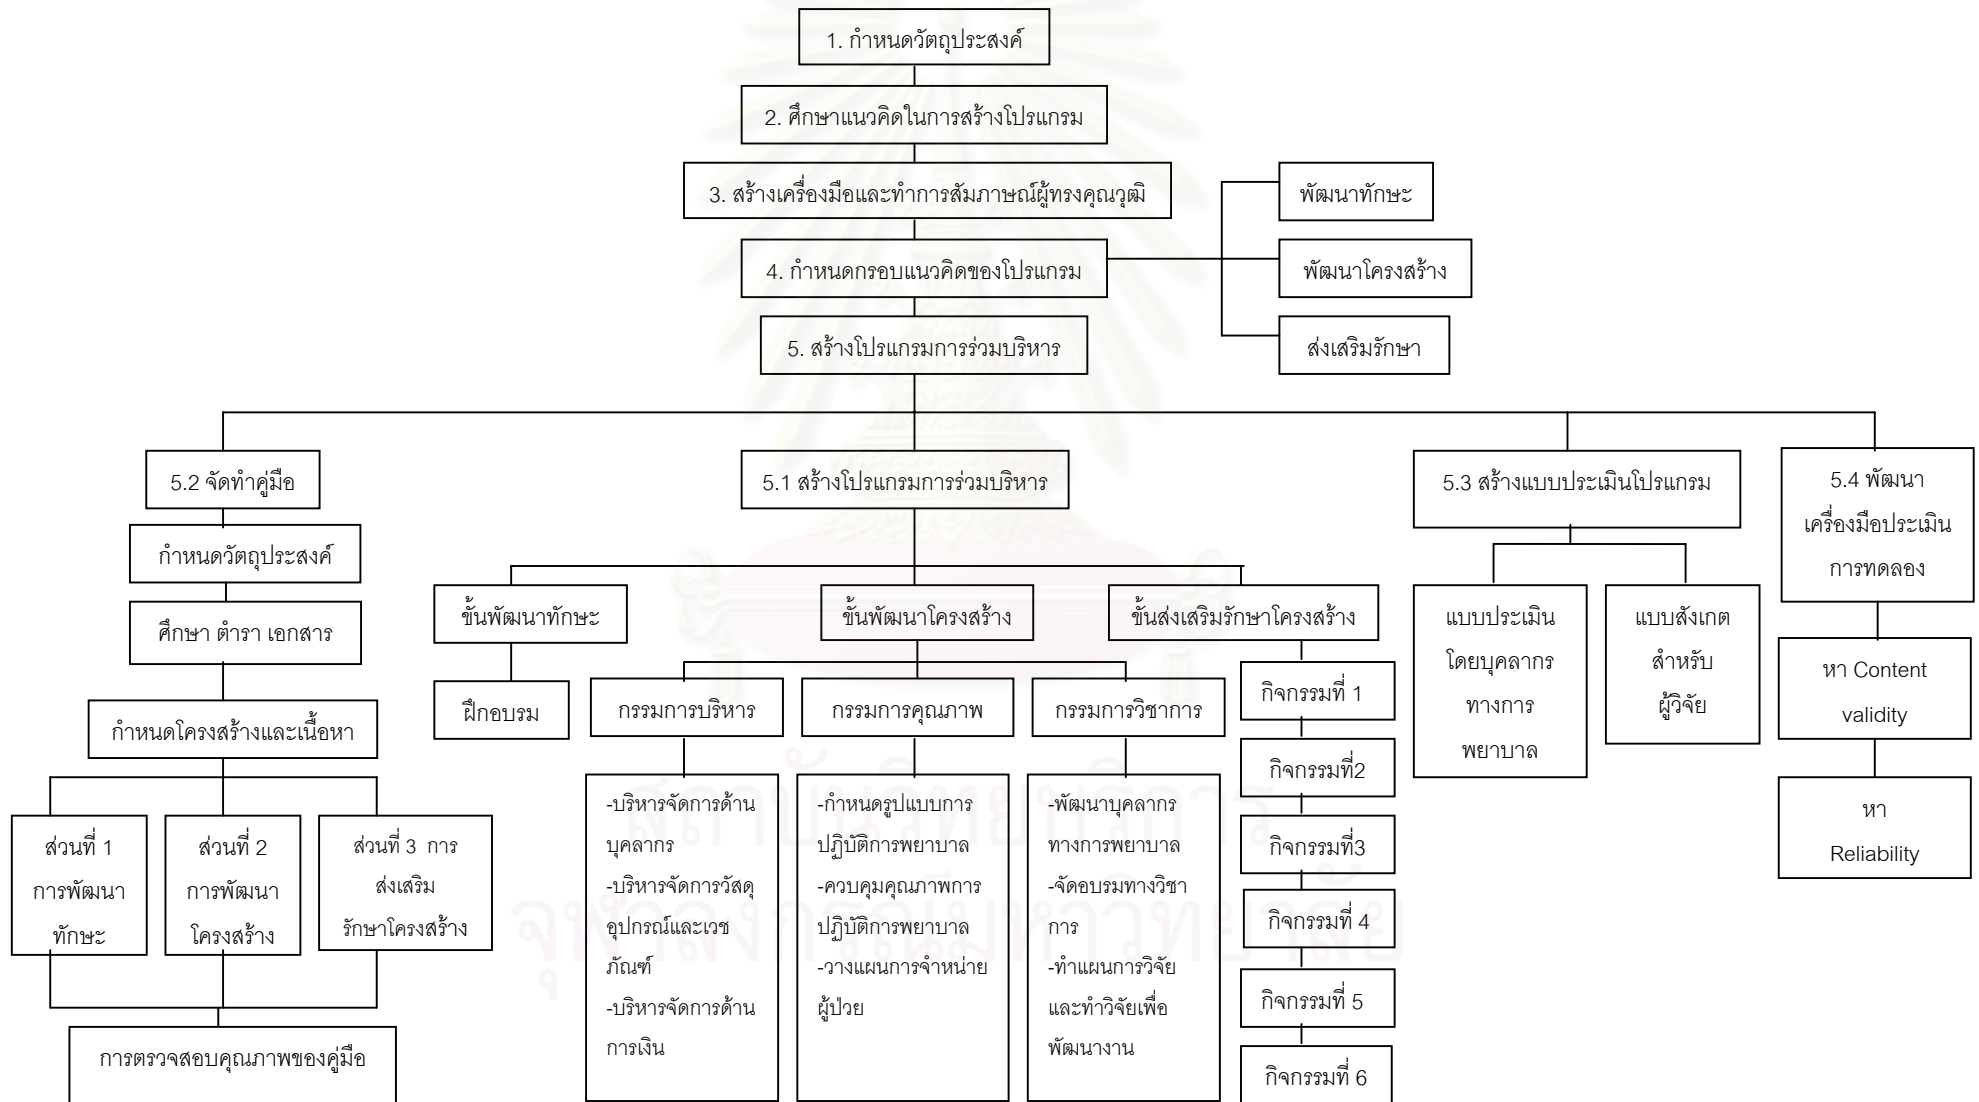 1. กำหนดวัตถุประสงค์
2. ศึกษาแนวคิดในการสร้างโปรแกรม
3. สร้างเครื่องมือและทำการสัมภาษณ์ผู้ทรงคุณวุฒิ
4. กำหนดกรอบแนวคิดของโปรแกรม
พัฒนาทักษะ
พัฒนาโครงสร้าง
ส่งเสริมรักษา
5. สร้างโปรแกรมการร่วมบริหาร
5.2 จัดทำคู่มือ
กำหนดวัตถุประสงค์
ศึกษา ตำรา เอกสาร
กำหนดโครงสร้างและเนื้อหา
ส่วนที่ 1
การพัฒนา
ทักษะ
ส่วนที่ 2
การพัฒนา
โครงสร้าง
ส่วนที่ 3 การ
ส่งเสริม
รักษาโครงสร้าง
การตรวจสอบคุณภาพของคู่มือ
5.1 สร้างโปรแกรมการร่วมบริหาร
ขั้นพัฒนาทักษะ
ฝึกอบรม
ขั้นพัฒนาโครงสร้าง
กรรมการบริหาร
-บริหารจัดการด้าน
บุคลากร
-บริหารจัดการวัสดุ
อุปกรณ์และเวช
ภัณฑ์
-บริหารจัดการด้าน
การเงิน
กรรมการคุณภาพ
-กำหนดรูปแบบการ
ปฏิบัติการพยาบาล
-ควบคุมคุณภาพการ
ปฏิบัติการพยาบาล
-วางแผนการจำหน่าย
ผู้ป่วย
กรรมการวิชาการ
-พัฒนาบุคลากร
ทางการพยาบาล
-จัดอบรมทางวิชา
การ
-ทำแผนการวิจัย
และทำวิจัยเพื่อ
พัฒนางาน
ขั้นส่งเสริมรักษาโครงสร้าง
กิจกรรมที่ 1
กิจกรรมที่2
กิจกรรมที่3
กิจกรรมที่ 4
กิจกรรมที่ 5
กิจกรรมที่ 6
5.3 สร้างแบบประเมินโปรแกรม
แบบประเมิน
โดยบุคลากร
ทางการ
พยาบาล
แบบสังเกต
สำหรับ
ผู้วิจัย
5.4 พัฒนา
เครื่องมือประเมิน
การทดลอง
หา Content
validity
หา
Reliability
สถาบันวิทยบริการ
จุฬาลงกรณ์มหาวิทยาลัย